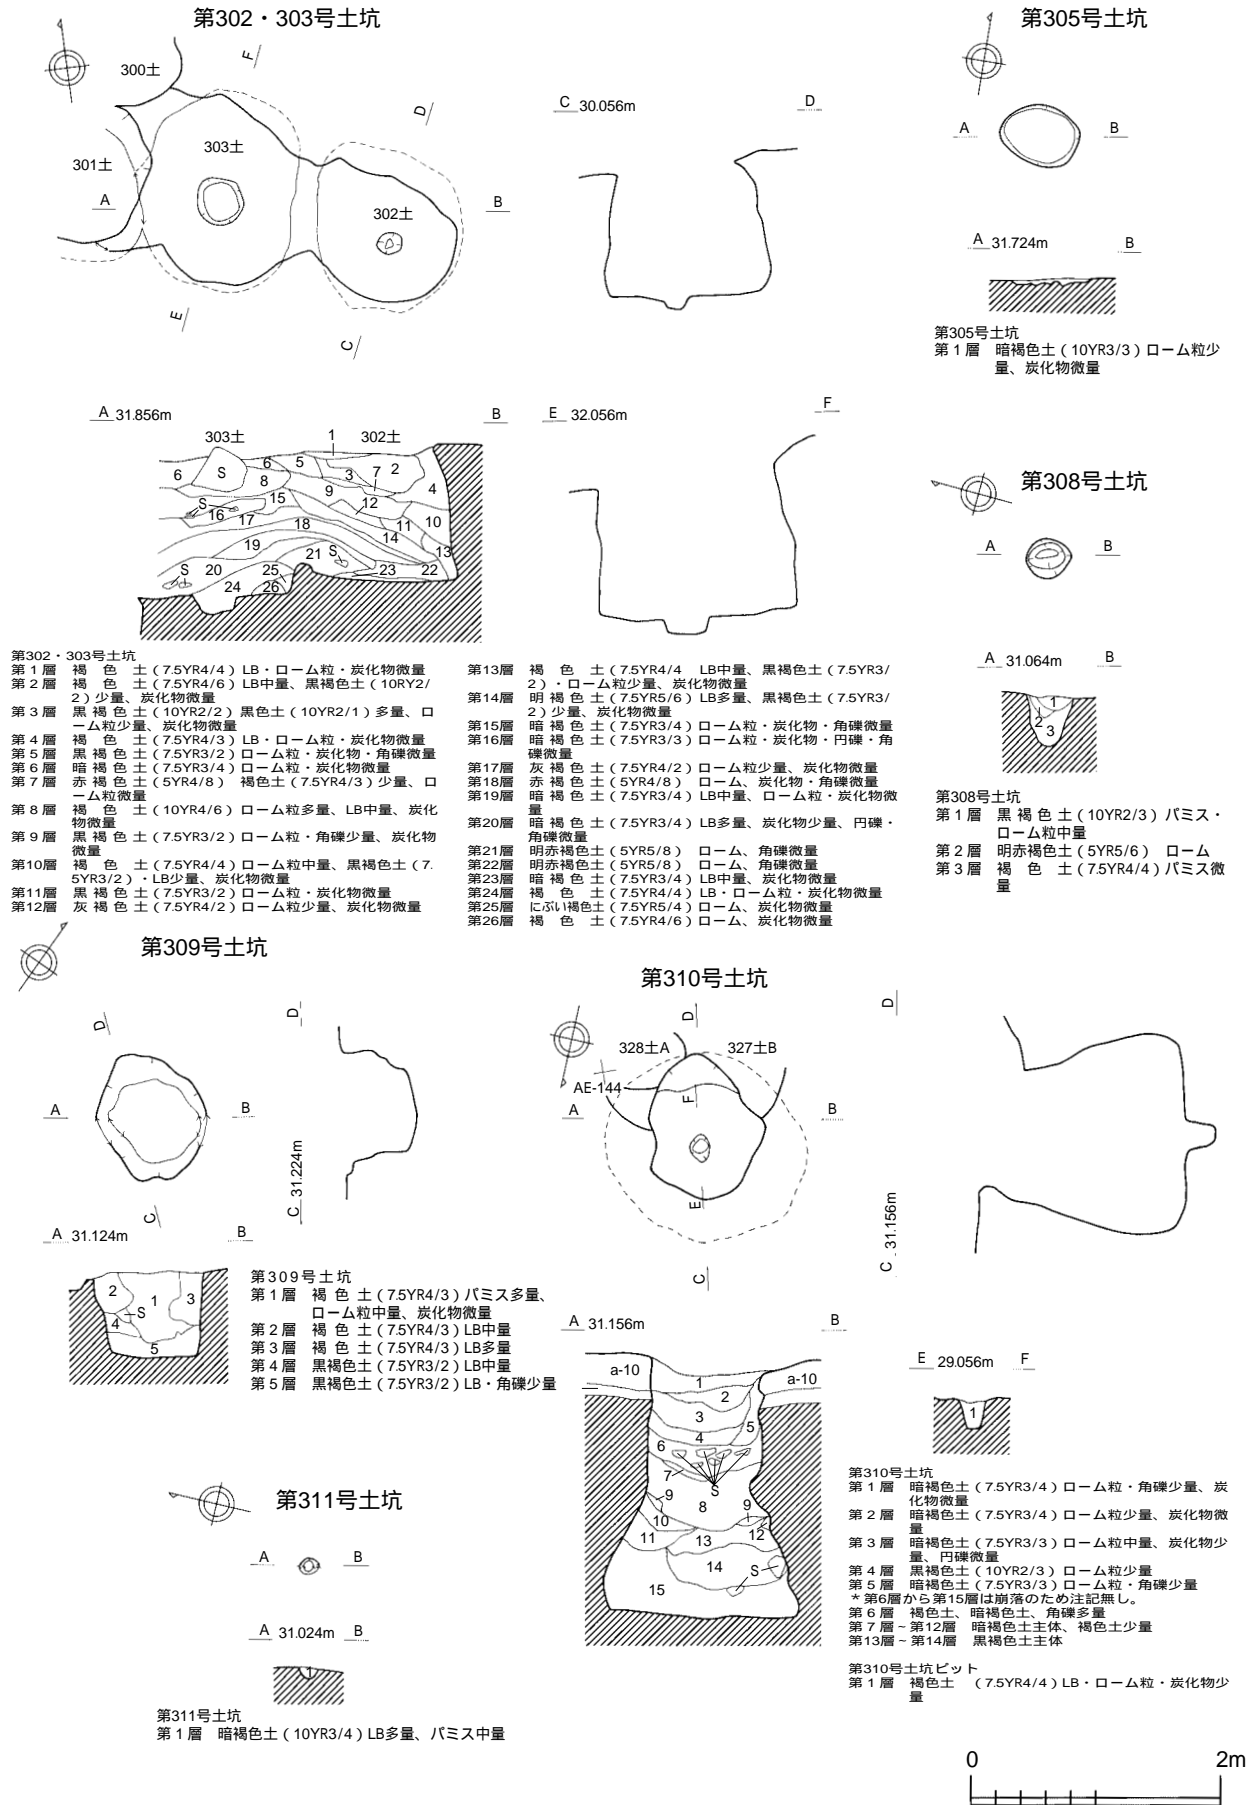 第302・303号土坑
300土
F
D
303土
301土
A
B
302土
E
C
C 30.056m D
第305号土坑
A B
A 31.724m B
第305号土坑
第１層 暗褐色土（10YR3/3）ローム粒少
量、炭化物微量
A 31.856m B
303土 1 302土
6 S 6 5 3 7 2
8 9 4
S 15 12
16 17 18 11 10
14 13
19 21 S
S 20 25 23 22
24 26
E 32.056m F
第308号土坑
A B
A 31.064m B
1
2
3
第308号土坑
第１層 黒褐色土（10YR2/3）パミス・
ローム粒中量
第２層 明赤褐色土（5YR5/6） ローム
第３層 褐色土（7.5YR4/4）パミス微
量
第302・303号土坑
第１層 褐色土（7.5YR4/4）LB・ローム粒・炭化物微量
第２層 褐色土（7.5YR4/6）LB中量、黒褐色土（10RY2/
2）少量、炭化物微量
第３層 黒褐色土（10YR2/2）黒色土（10YR2/1）多量、ロ
ーム粒少量、炭化物微量
第４層 褐色土（7.5YR4/3）LB・ローム粒・炭化物微量
第５層 黒褐色土（7.5YR3/2）ローム粒・炭化物・角礫微量
第６層 暗褐色土（7.5YR3/4）ローム粒・炭化物微量
第７層 赤褐色土（5YR4/8） 褐色土（7.5YR4/3）少量、ロ
ーム粒微量
第８層 褐色土（10YR4/6）ローム粒多量、LB中量、炭化
物微量
第９層 黒褐色土（7.5YR3/2）ローム粒・角礫少量、炭化物
微量
第10層 褐色土（7.5YR4/4）ローム粒中量、黒褐色土（7.
5YR3/2）・LB少量、炭化物微量
第11層 黒褐色土（7.5YR3/2）ローム粒・炭化物微量
第12層 灰褐色土（7.5YR4/2）ローム粒少量、炭化物微量
第13層 褐色土（7.5YR4/4 LB中量、黒褐色土（7.5YR3/
2）・ローム粒少量、炭化物微量
第14層 明褐色土（7.5YR5/6）LB多量、黒褐色土（7.5YR3/
2）少量、炭化物微量
第15層 暗褐色土（7.5YR3/4）ローム粒・炭化物・角礫微量
第16層 暗褐色土（7.5YR3/3）ローム粒・炭化物・円礫・角
礫微量
第17層 灰褐色土（7.5YR4/2）ローム粒少量、炭化物微量
第18層 赤褐色土（5YR4/8）ローム、炭化物・角礫微量
第19層 暗褐色土（7.5YR3/4）LB中量、ローム粒・炭化物微
量
第20層 暗褐色土（7.5YR3/4）LB多量、炭化物少量、円礫・
角礫微量
第21層 明赤褐色土（5YR5/8） ローム、角礫微量
第22層 明赤褐色土（5YR5/8） ローム、角礫微量
第23層 暗褐色土（7.5YR3/4）LB中量、炭化物微量
第24層 褐色土（7.5YR4/4）LB・ローム粒・炭化物微量
第25層 にぶい褐色土（7.5YR5/4）ローム、炭化物微量
第26層 褐色土（7.5YR4/6）ローム、炭化物微量
第309号土坑
D
A B
C
D
C 31.224m
A 31.124m B
2 1 3
S
4
5
第309号土坑
第１層 褐色土（7.5YR4/3）パミス多量、
ローム粒中量、炭化物微量
第２層 褐色土（7.5YR4/3）LB中量
第３層 褐色土（7.5YR4/3）LB多量
第４層 黒褐色土（7.5YR3/2）LB中量
第５層 黒褐色土（7.5YR3/2）LB・角礫少量
第310号土坑
D
328土A 327土B
AE-144
A F B
E
C
D
C 31.156m
A 31.156m B
a-10 1 a-10
2
3
4 5
6
7 S
9 8 9
10
11 13 12
14 S
15
E 29.056m F
1
第310号土坑
第１層 暗褐色土（7.5YR3/4）ローム粒・角礫少量、炭
化物微量
第２層 暗褐色土（7.5YR3/4）ローム粒少量、炭化物微
量
第３層 暗褐色土（7.5YR3/3）ローム粒中量、炭化物少
量、円礫微量
第４層 黒褐色土（10YR2/3）ローム粒少量
第５層 暗褐色土（7.5YR3/3）ローム粒・角礫少量
＊第6層から第15層は崩落のため注記無し。
第６層 褐色土、暗褐色土、角礫多量
第７層～第12層 暗褐色土主体、褐色土少量
第13層～第14層 黒褐色土主体
第310号土坑ピット
第１層 褐色土 （7.5YR4/4）LB・ローム粒・炭化物少
量
第311号土坑
A B
A 31.024m B
1
第311号土坑
第１層 暗褐色土（10YR3/4）LB多量、パミス中量
0 2m